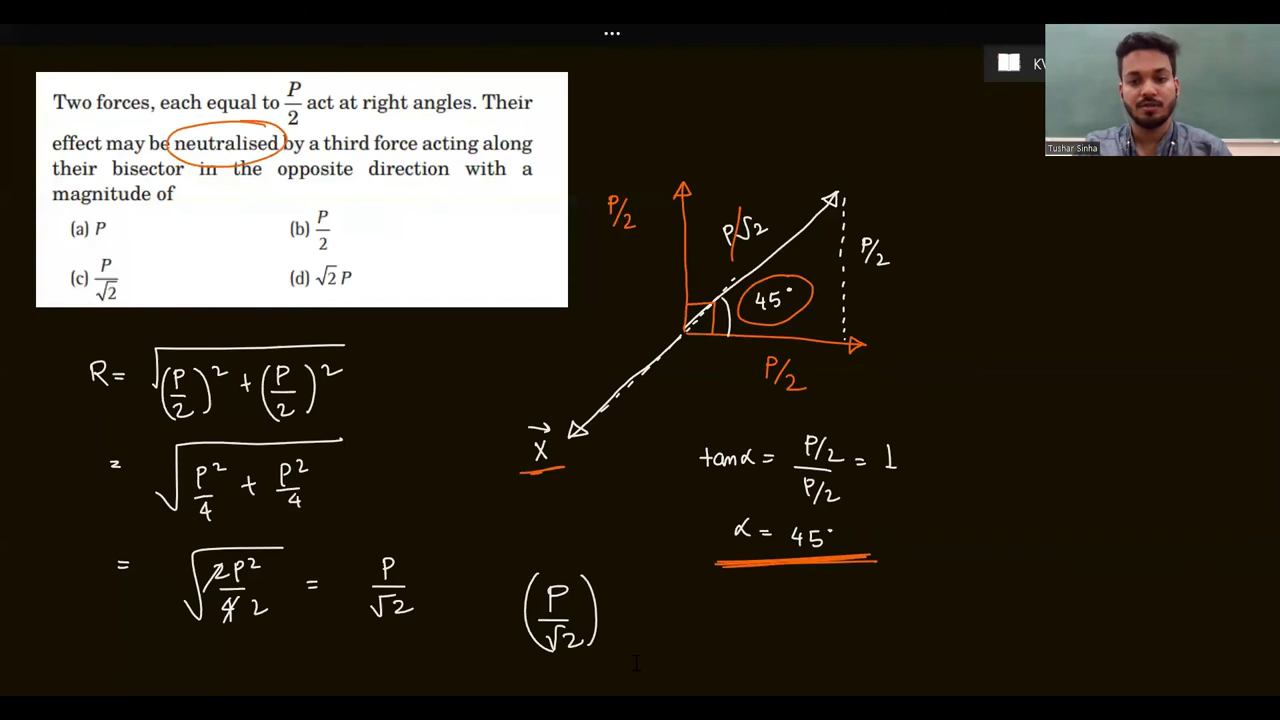 ...
KV
Tushar Sinha
Two forces, each equal to P/2 act at right angles. Their
effect may be neutralised by a third force acting along
their bisector in the opposite direction with a
magnitude of
(a) P (b) P/2
(c) P/√2 (d) √2 P
P/2
P/√2
P/2
45°
P/2
X⃗
R = √((P/2)² + (P/2)²)
= √(P²/4 + P²/4)
= √(2P²/4 2) = P/√2
(P/√2)
tanα = P/2 / P/2 = 1
α = 45°